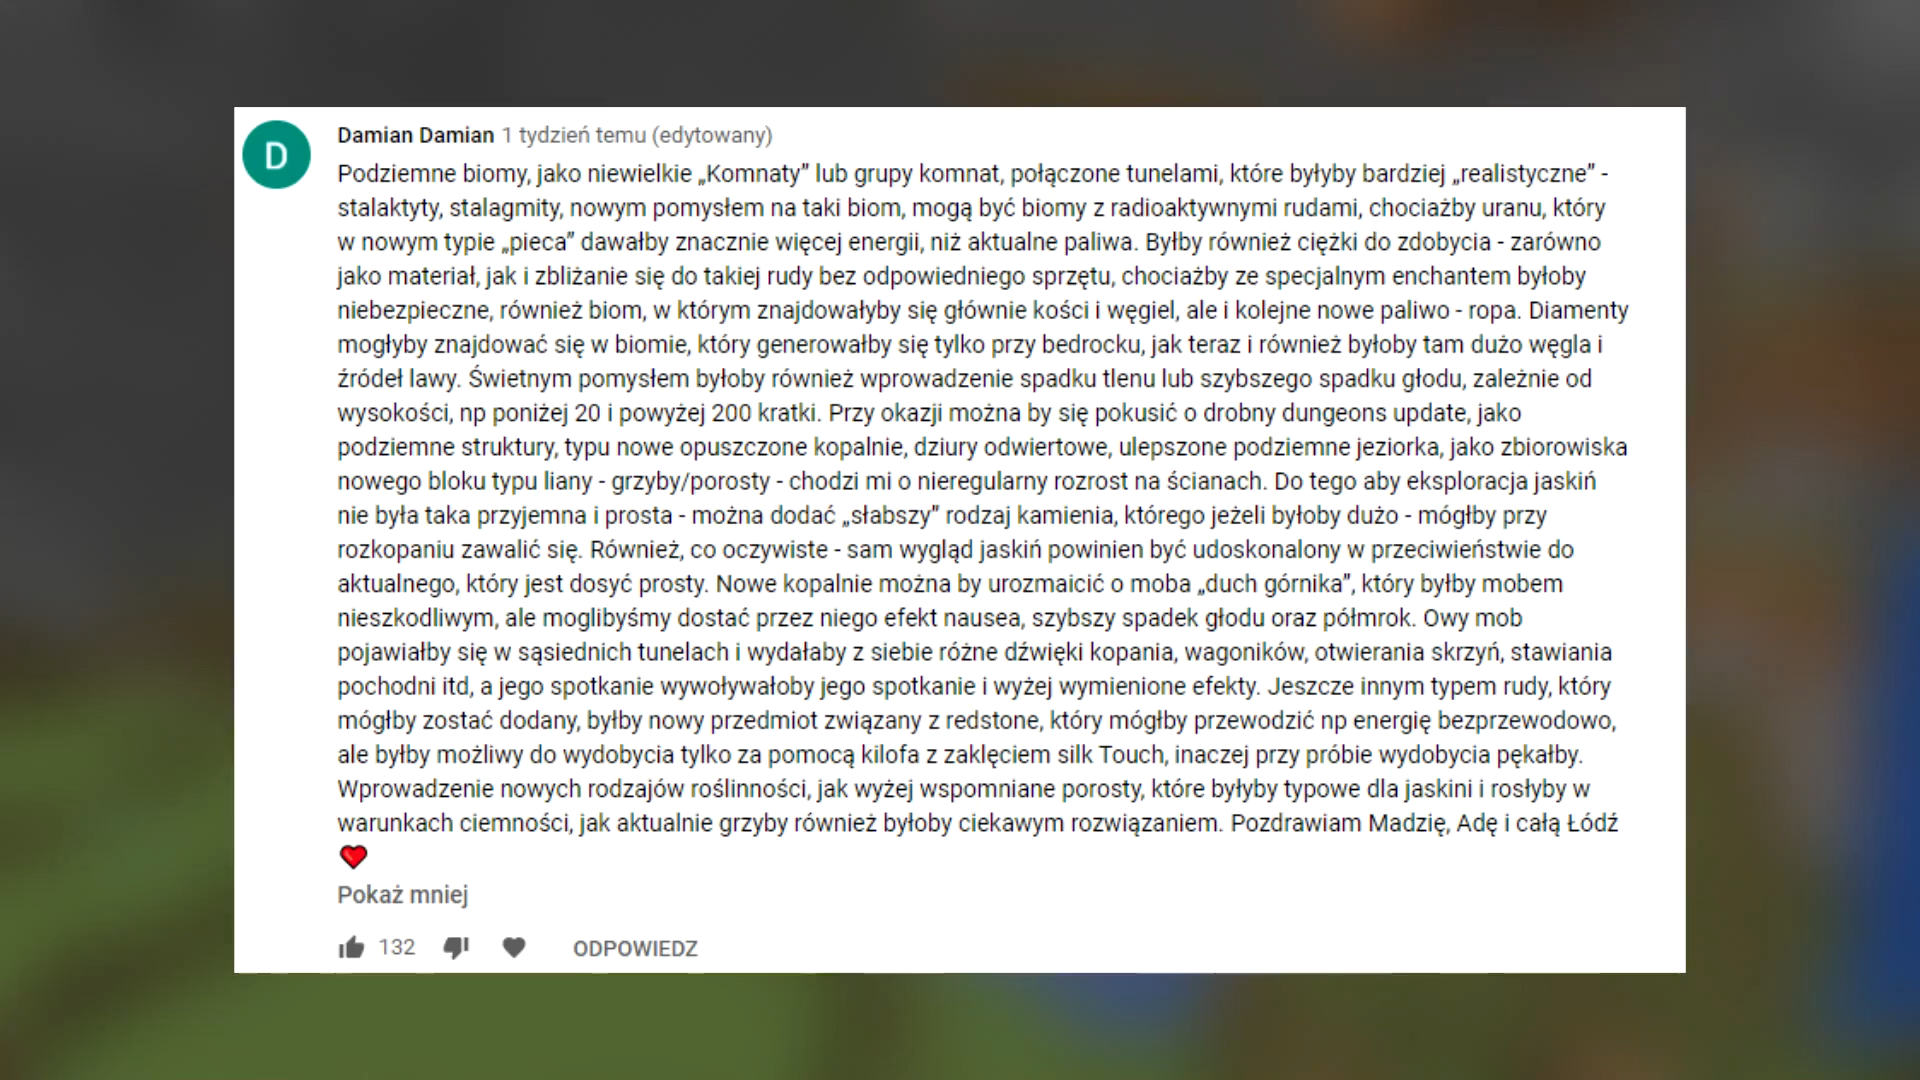 D
Damian Damian 1 tydzień temu (edytowany)
Podziemne biomy, jako niewielkie „Komnaty” lub grupy komnat, połączone tunelami, które byłyby bardziej „realistyczne” -
stalaktyty, stalagmity, nowym pomysłem na taki biom, mogą być biomy z radioaktywnymi rudami, chociażby uranu, który
w nowym typie „pieca” dawałby znacznie więcej energii, niż aktualne paliwa. Byłby również ciężki do zdobycia - zarówno
jako materiał, jak i zbliżanie się do takiej rudy bez odpowiedniego sprzętu, chociażby ze specjalnym enchantem byłoby
niebezpieczne, również biom, w którym znajdowałyby się głównie kości i węgiel, ale i kolejne nowe paliwo - ropa. Diamenty
mogłyby znajdować się w biomie, który generowałby się tylko przy bedrocku, jak teraz i również byłoby tam dużo węgla i
źródeł lawy. Świetnym pomysłem byłoby również wprowadzenie spadku tlenu lub szybszego spadku głodu, zależnie od
wysokości, np poniżej 20 i powyżej 200 kratki. Przy okazji można by się pokusić o drobny dungeons update, jako
podziemne struktury, typu nowe opuszczone kopalnie, dziury odwiertowe, ulepszone podziemne jeziorka, jako zbiorowiska
nowego bloku typu liany - grzyby/porosty - chodzi mi o nieregularny rozrost na ścianach. Do tego aby eksploracja jaskiń
nie była taka przyjemna i prosta - można dodać „słabszy” rodzaj kamienia, którego jeżeli byłoby dużo - mógłby przy
rozkopaniu zawalić się. Również, co oczywiste - sam wygląd jaskiń powinien być udoskonalony w przeciwieństwie do
aktualnego, który jest dosyć prosty. Nowe kopalnie można by urozmaicić o moba „duch górnika”, który byłby mobem
nieszkodliwym, ale moglibyśmy dostać przez niego efekt nausea, szybszy spadek głodu oraz półmrok. Owy mob
pojawiałby się w sąsiednich tunelach i wydałaby z siebie różne dźwięki kopania, wagoników, otwierania skrzyń, stawiania
pochodni itd, a jego spotkanie wywoływałoby jego spotkanie i wyżej wymienione efekty. Jeszcze innym typem rudy, który
mógłby zostać dodany, byłby nowy przedmiot związany z redstone, który mógłby przewodzić np energię bezprzewodowo,
ale byłby możliwy do wydobycia tylko za pomocą kilofa z zaklęciem silk Touch, inaczej przy próbie wydobycia pękałby.
Wprowadzenie nowych rodzajów roślinności, jak wyżej wspomniane porosty, które byłyby typowe dla jaskini i rosłyby w
warunkach ciemności, jak aktualnie grzyby również byłoby ciekawym rozwiązaniem. Pozdrawiam Madzię, Adę i całą Łódź
❤️
Pokaż mniej
132 ODPOWIEDZ